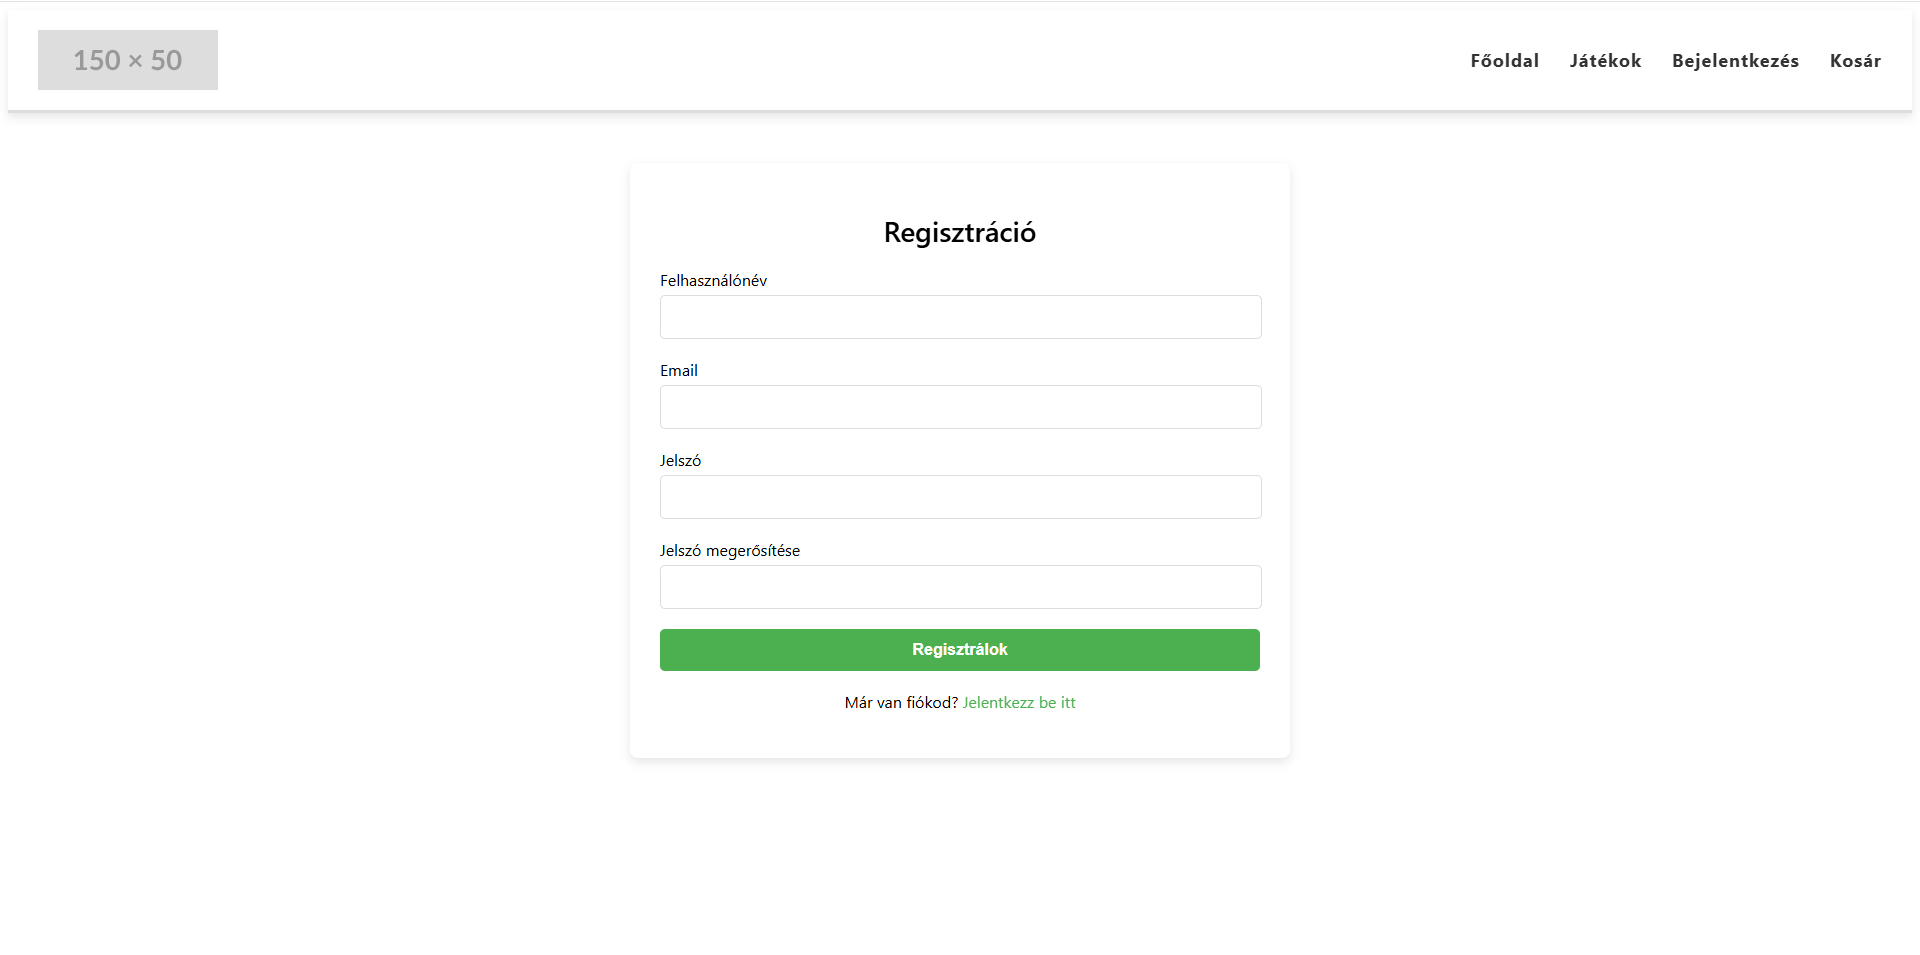 150 × 50
Főoldal Játékok Bejelentkezés Kosár
Regisztráció
Felhasználónév
Email
Jelszó
Jelszó megerősítése
Regisztrálok
Már van fiókod? Jelentkezz be itt